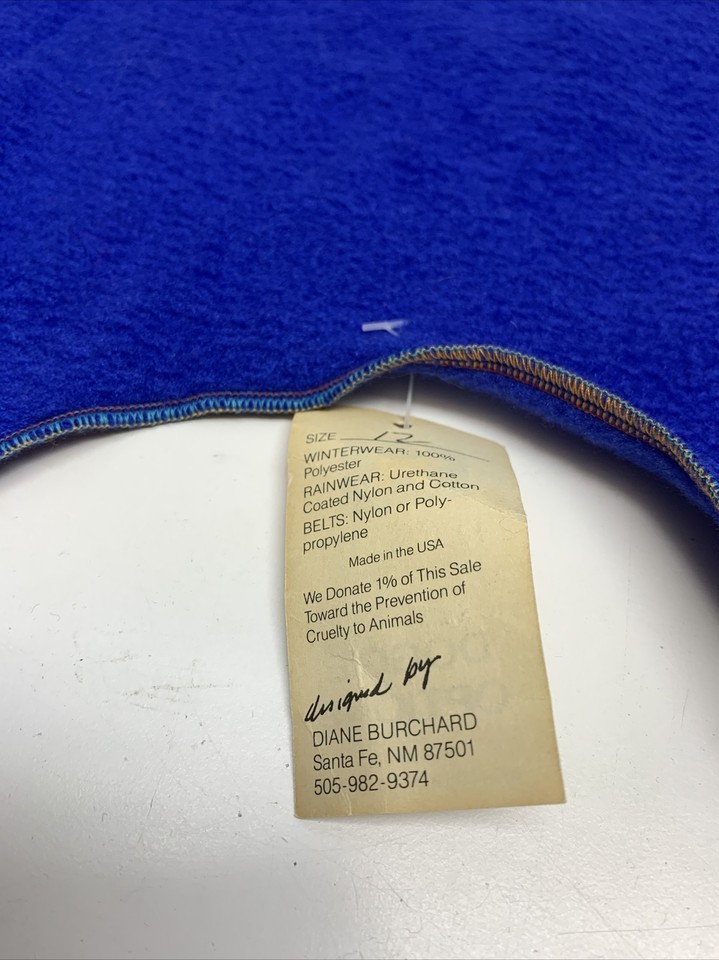 SIZE 12
WINTERWEAR: 100%
Polyester
RAINWEAR: Urethane
Coated Nylon and Cotton
BELTS: Nylon or Poly-
propylene
Made in the USA
We Donate 1% of This Sale
Toward the Prevention of
Cruelty to Animals
designed by
DIANE BURCHARD
Santa Fe, NM 87501
505-982-9374